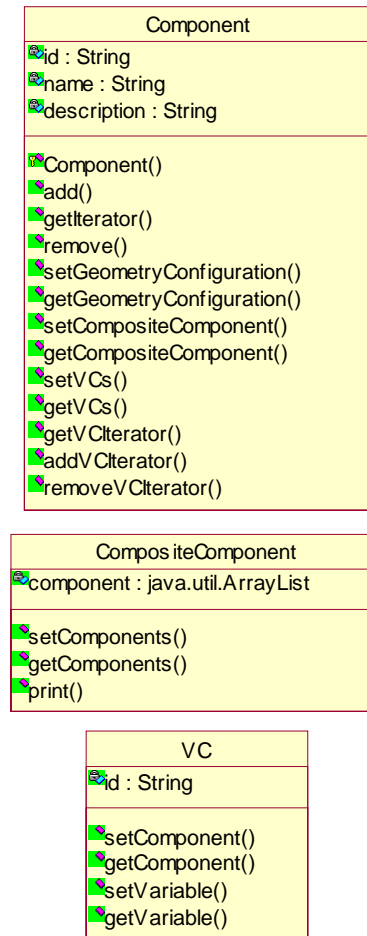 Component
id : String
name : String
description : String
Component()
add()
getIterator()
remove()
setGeometryConfiguration()
getGeometryConfiguration()
setCompositeComponent()
getCompositeComponent()
setVCs()
getVCs()
getVCIterator()
addVCIterator()
removeVCIterator()
CompositeComponent
component : java.util.ArrayList
setComponents()
getComponents()
print()
VC
id : String
setComponent()
getComponent()
setVariable()
getVariable()